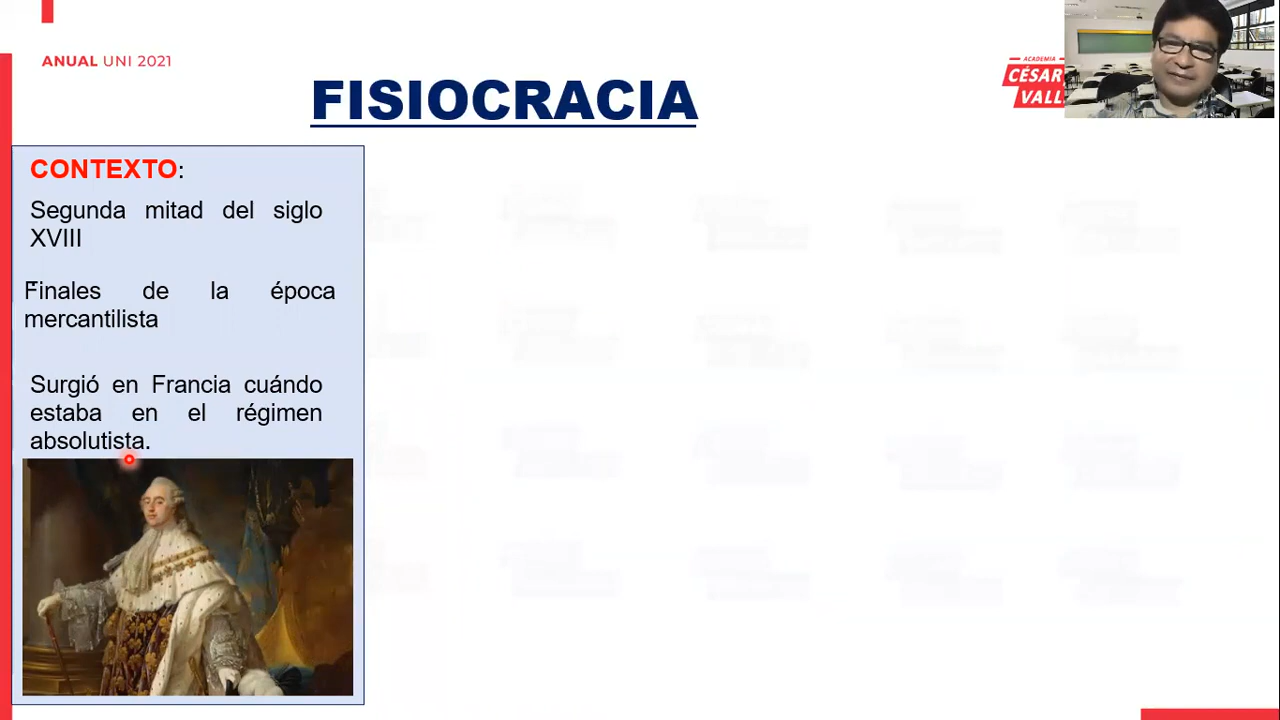 ANUAL UNI 2021
ACADEMIA
CÉSAR
VALL
FISIOCRACIA
CONTEXTO:
Segunda mitad del siglo
XVIII
Finales de la época
mercantilista
Surgió en Francia cuándo
estaba en el régimen
absolutista.